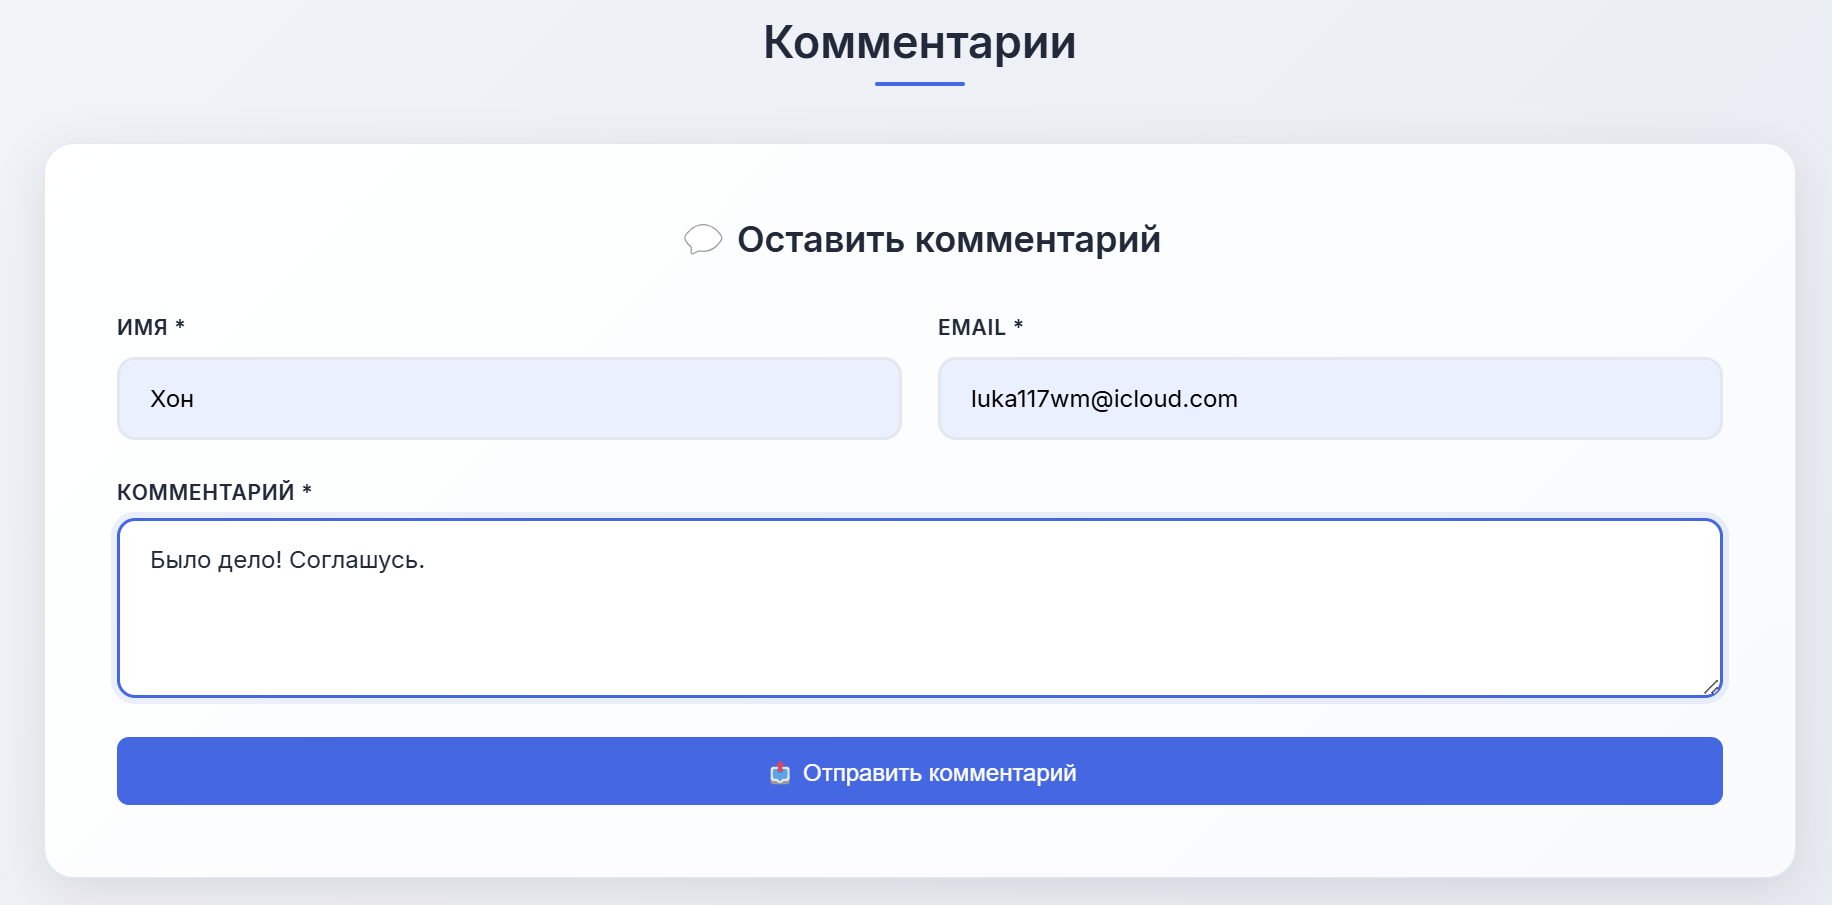 Комментарии
Оставить комментарий
ИМЯ *
EMAIL *
Хон
luka117wm@icloud.com
КОММЕНТАРИЙ *
Было дело! Соглашусь.
Отправить комментарий